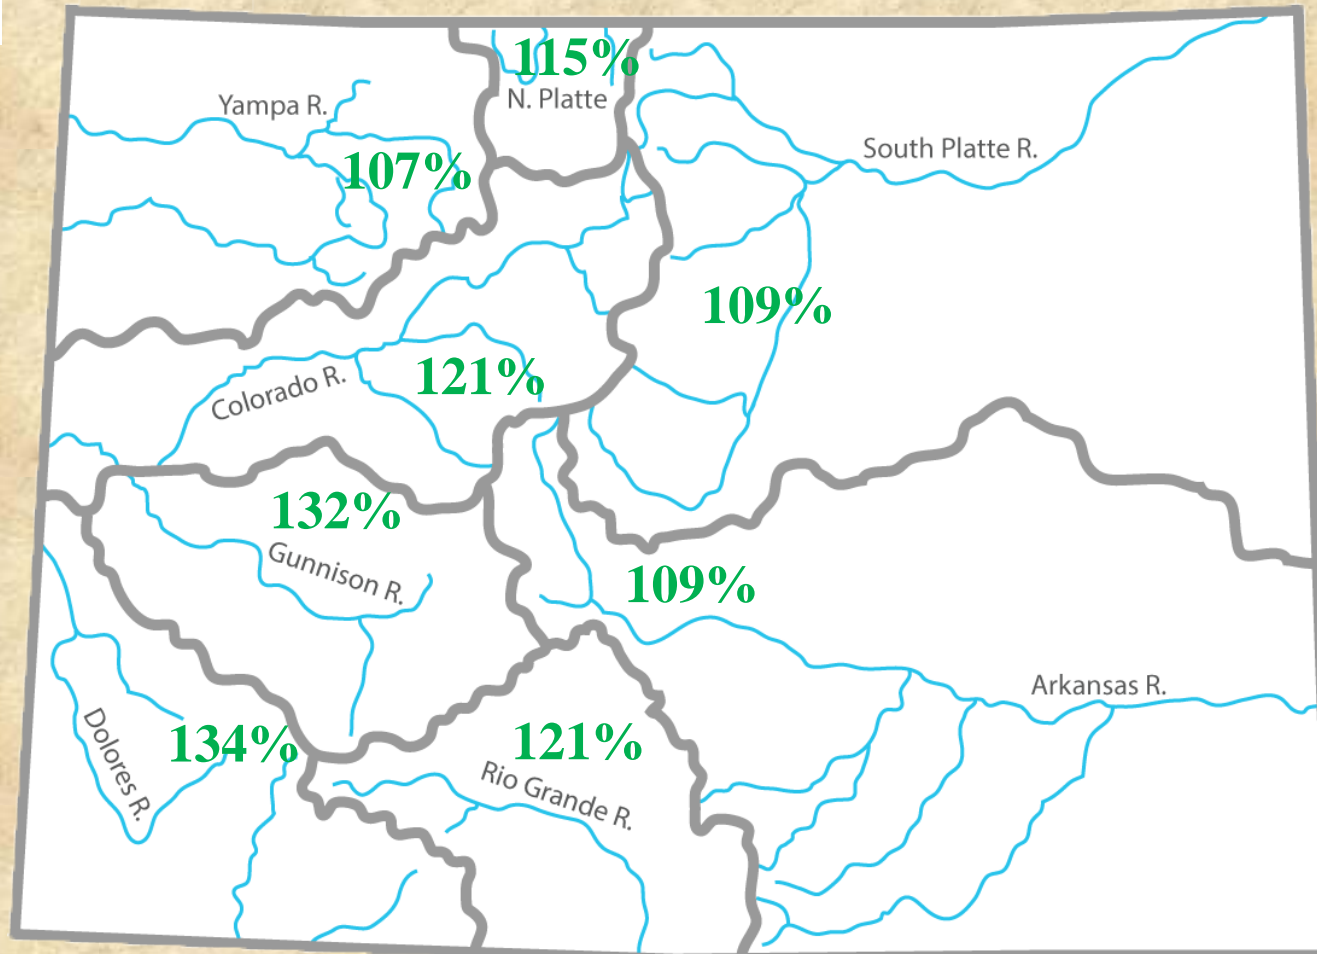 115%
N. Platte
Yampa R.
107%
South Platte R.
109%
121%
Colorado R.
132%
Gunnison R.
109%
Arkansas R.
134%
Dolores R.
121%
Rio Grande R.